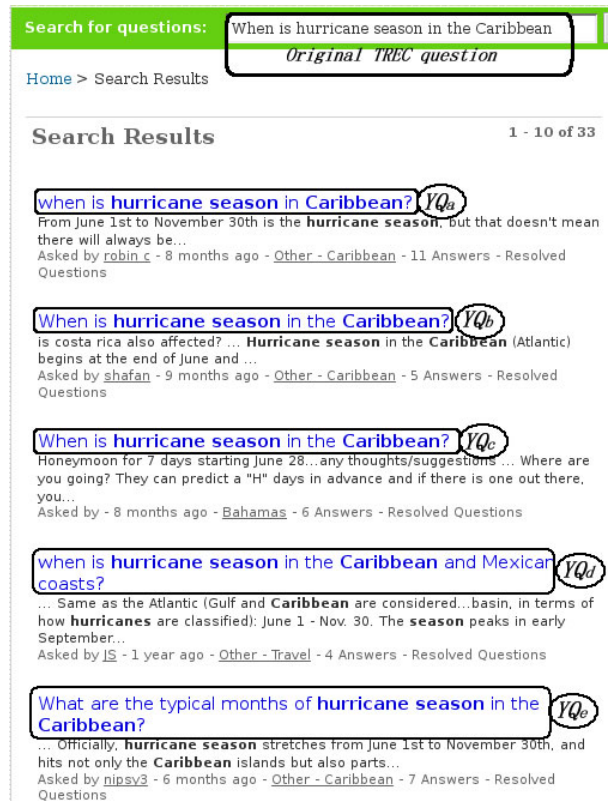 Search for questions: When is hurricane season in the Caribbean
Original TREC question
Home > Search Results
Search Results 1 - 10 of 33
when is hurricane season in Caribbean? YQa
From June 1st to November 30th is the hurricane season, but that doesn't mean
there will always be...
Asked by robin c - 8 months ago - Other - Caribbean - 11 Answers - Resolved
Questions
When is hurricane season in the Caribbean? YQb
is costa rica also affected? ... Hurricane season in the Caribbean (Atlantic)
begins at the end of June and ...
Asked by shafan - 9 months ago - Other - Caribbean - 5 Answers - Resolved
Questions
When is hurricane season in the Caribbean? YQc
Honeymoon for 7 days starting June 28...any thoughts/suggestions ... Where are
you going? They can predict a "H" days in advance and if there is one out there,
you...
Asked by - 8 months ago - Bahamas - 6 Answers - Resolved Questions
when is hurricane season in the Caribbean and Mexican YQd
coasts?
... Same as the Atlantic (Gulf and Caribbean are considered...basin, in terms of
how hurricanes are classified): June 1 - Nov. 30. The season peaks in early
September...
Asked by JS - 1 year ago - Other - Travel - 4 Answers - Resolved Questions
What are the typical months of hurricane season in the YQe
Caribbean?
... Officially, hurricane season stretches from June 1st to November 30th, and
hits not only the Caribbean islands but also parts...
Asked by nipsy3 - 6 months ago - Other - Caribbean - 7 Answers - Resolved
Questions